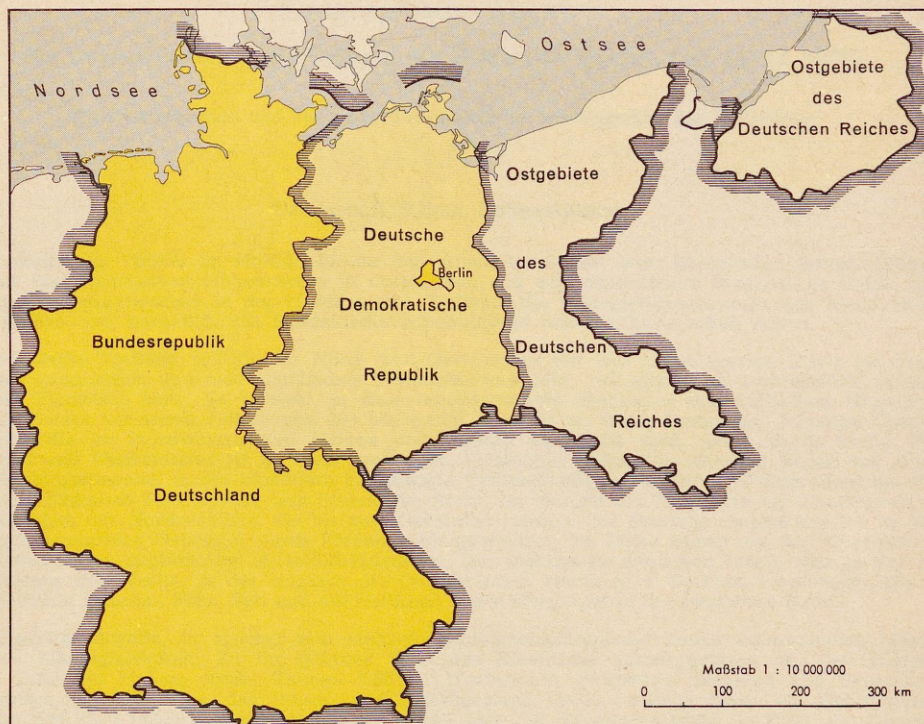 Nordsee
Ostsee
Ostgebiete
des
Deutschen Reiches
Ostgebiete
des
Deutschen
Reiches
Deutsche
Berlin
Demokratische
Republik
Bundesrepublik
Deutschland
Maßstab 1 : 10 000 000
0 100 200 300 km